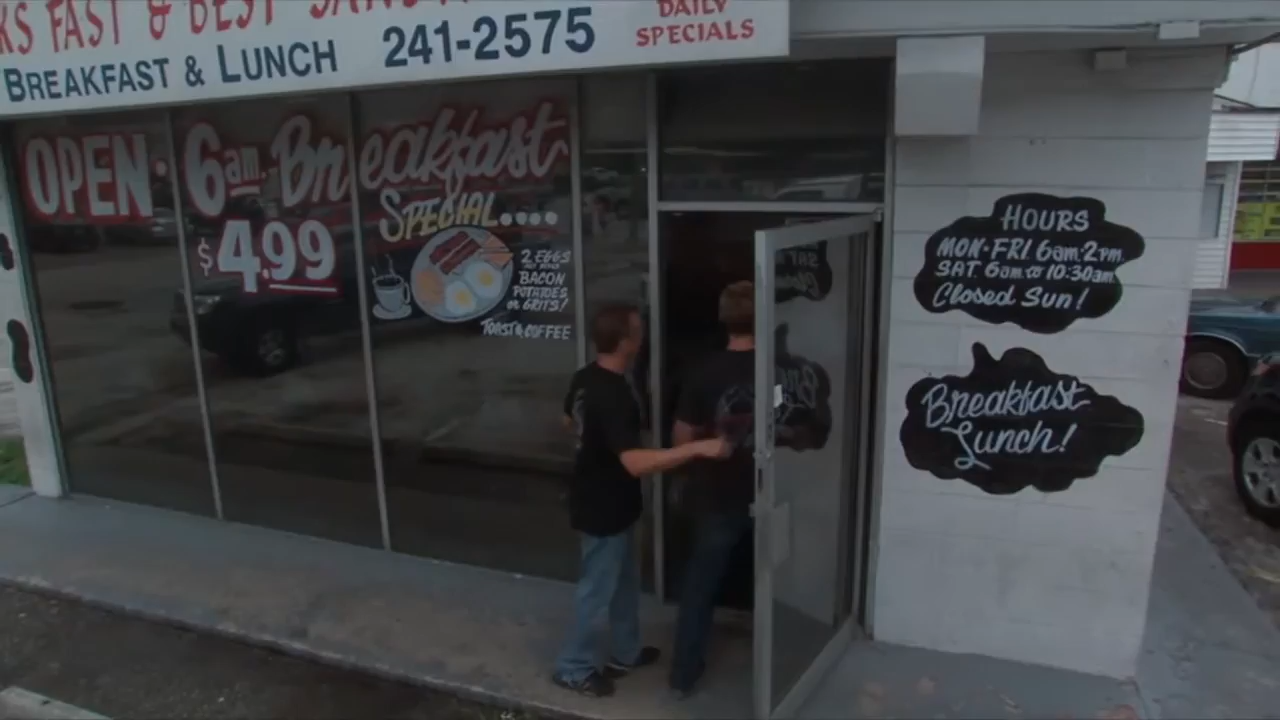 FAST & BEST
DAILY
SPECIALS
BREAKFAST & LUNCH 241-2575
OPEN • 6am. Breakfast
SPECIAL....
$4.99
2 EGGS
BACON
POTATOES
or GRITS!
TOAST & COFFEE
HOURS
MON-FRI. 6am-2pm.
SAT. 6am to 10:30am
Closed Sun!
Breakfast
Lunch!